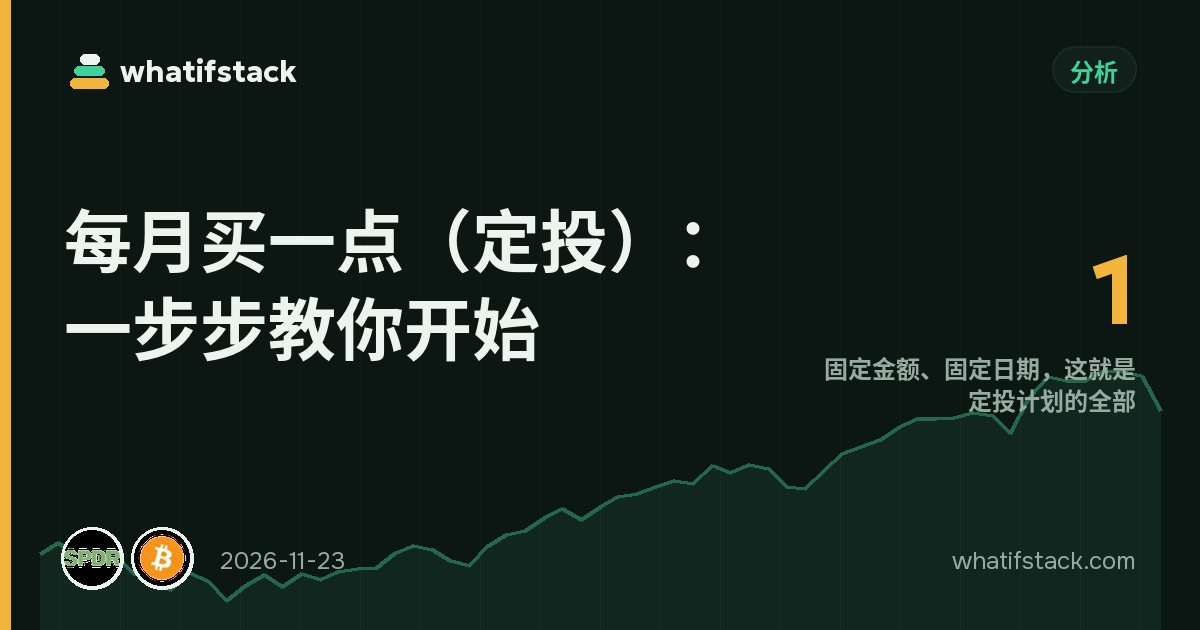 whatifstack
分析
每月买一点（定投）：
一步步教你开始
1
固定金额、固定日期，这就是
定投计划的全部
SPDR
2026-11-23
whatifstack.com